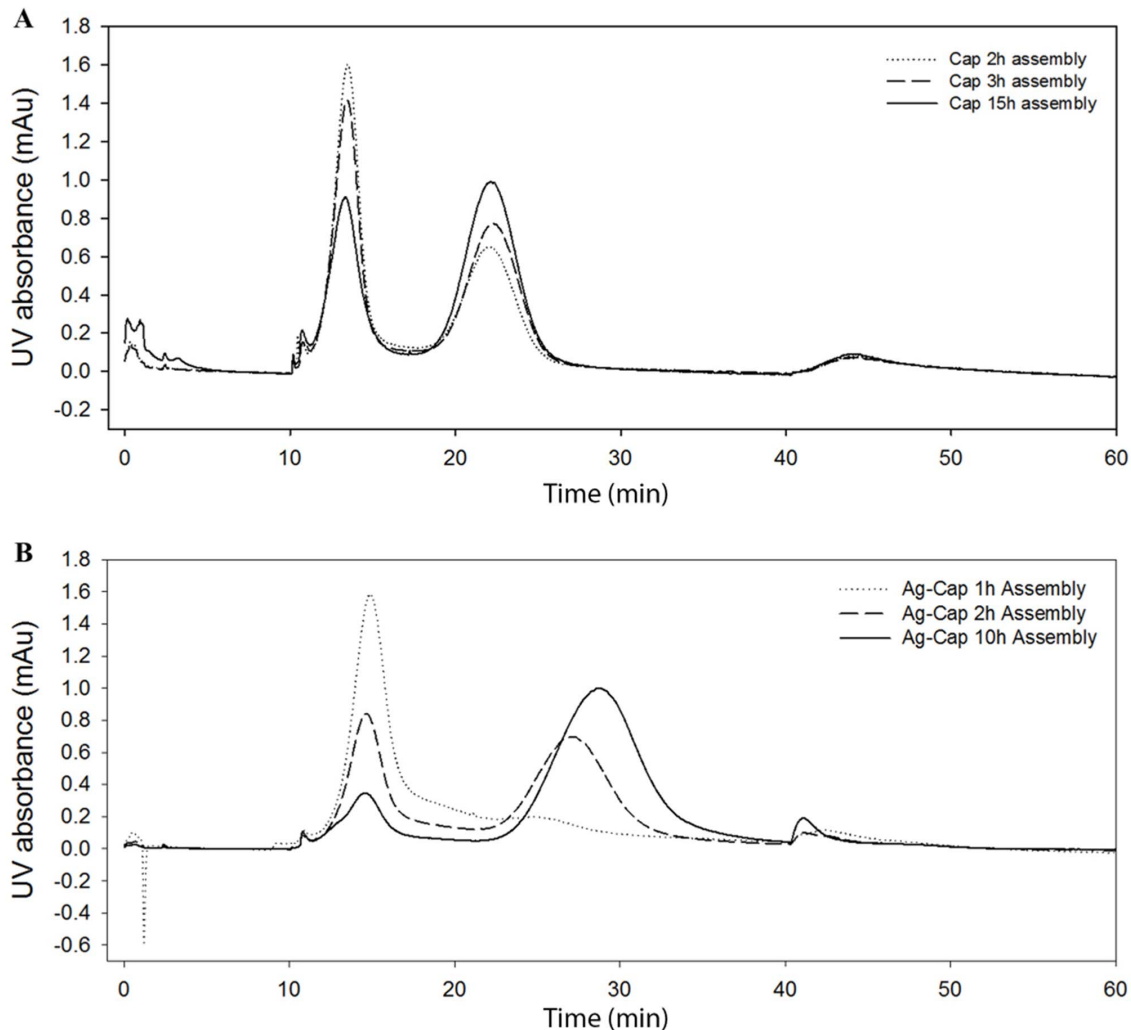 A
UV absorbance (mAu)
1.8
1.6
1.4
1.2
1.0
0.8
0.6
0.4
0.2
0.0
-0.2
Cap 2h assembly
Cap 3h assembly
Cap 15h assembly
0 10 20 30 40 50 60
Time (min)
B
UV absorbance (mAu)
1.8
1.6
1.4
1.2
1.0
0.8
0.6
0.4
0.2
0.0
-0.2
-0.4
-0.6
Ag-Cap 1h Assembly
Ag-Cap 2h Assembly
Ag-Cap 10h Assembly
0 10 20 30 40 50 60
Time (min)